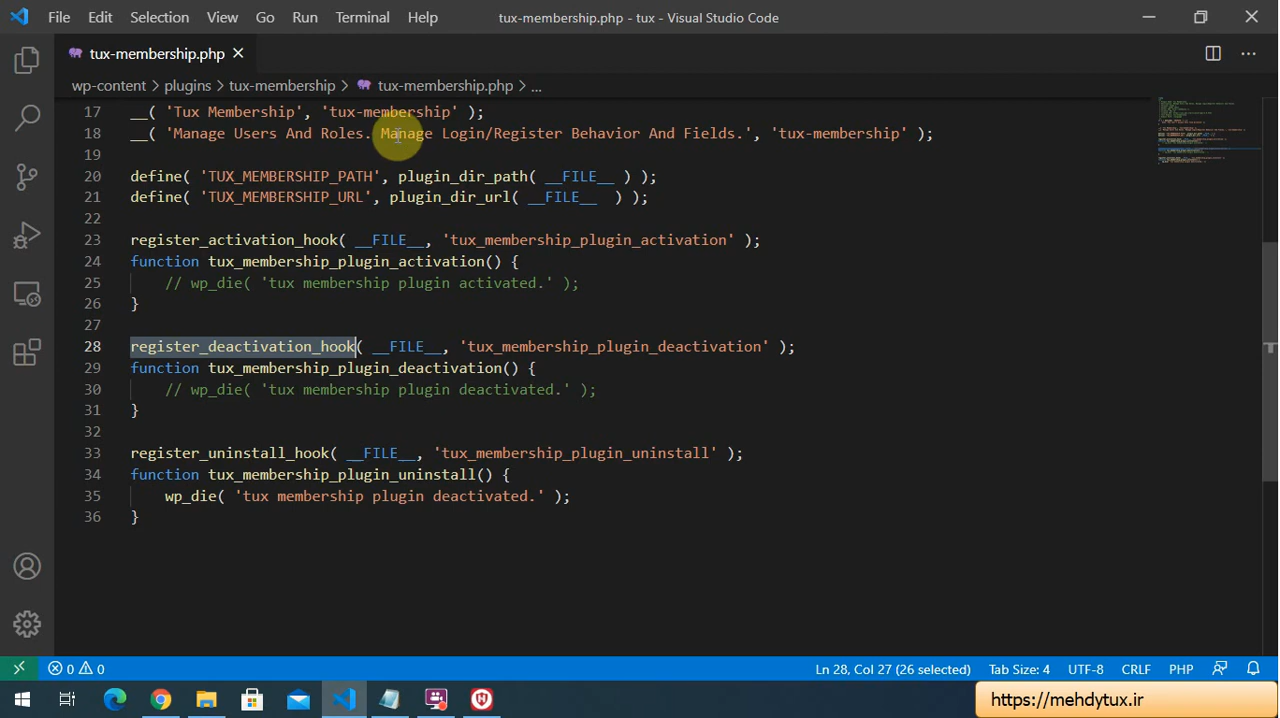 File Edit Selection View Go Run Terminal Help tux-membership.php - tux - Visual Studio Code
tux-membership.php
wp-content > plugins > tux-membership > tux-membership.php > ...
17 __( 'Tux Membership', 'tux-membership' );
18 __( 'Manage Users And Roles. Manage Login/Register Behavior And Fields.', 'tux-membership' );
19
20 define( 'TUX_MEMBERSHIP_PATH', plugin_dir_path( __FILE__ ) );
21 define( 'TUX_MEMBERSHIP_URL', plugin_dir_url( __FILE__  ) );
22
23 register_activation_hook( __FILE__, 'tux_membership_plugin_activation' );
24 function tux_membership_plugin_activation() {
25     // wp_die( 'tux membership plugin activated.' );
26 }
27
28 register_deactivation_hook( __FILE__, 'tux_membership_plugin_deactivation' );
29 function tux_membership_plugin_deactivation() {
30     // wp_die( 'tux membership plugin deactivated.' );
31 }
32
33 register_uninstall_hook( __FILE__, 'tux_membership_plugin_uninstall' );
34 function tux_membership_plugin_uninstall() {
35     wp_die( 'tux membership plugin deactivated.' );
36 }
0 0 Ln 28, Col 27 (26 selected) Tab Size: 4 UTF-8 CRLF PHP
https://mehdytux.ir